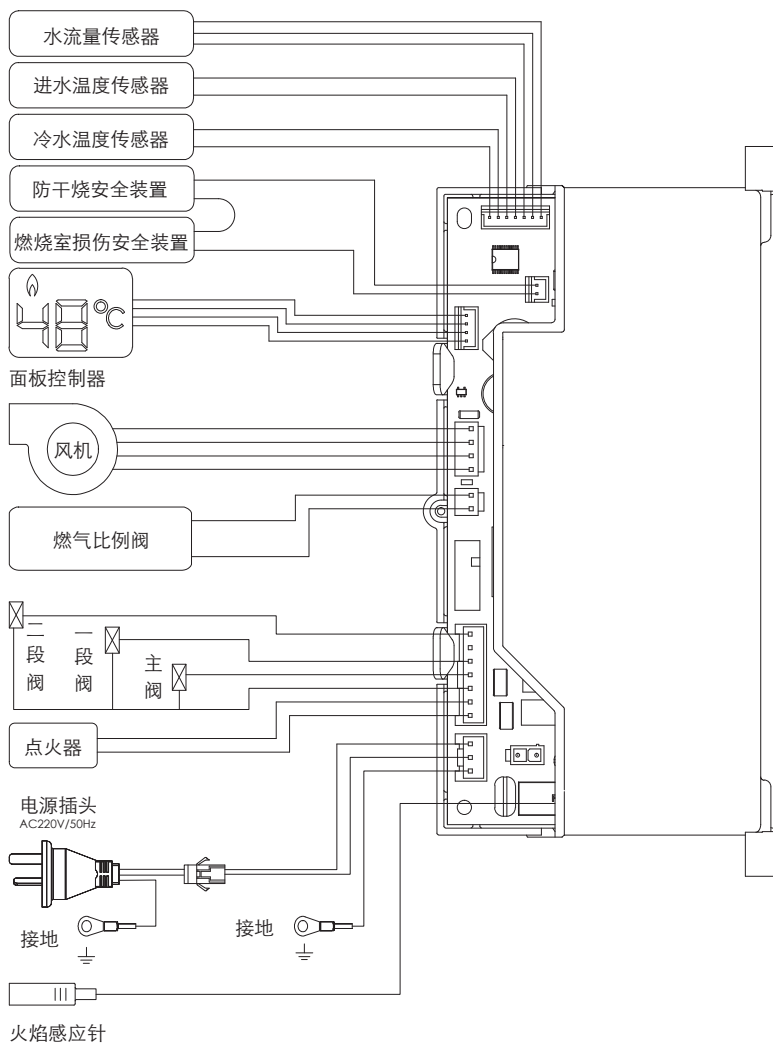 水流量传感器
进水温度传感器
冷水温度传感器
防干烧安全装置
燃烧室损伤安全装置
48°C
面板控制器
风机
燃气比例阀
二段阀
一段阀
主阀
点火器
电源插头
AC220V/50Hz
接地
接地
火焰感应针